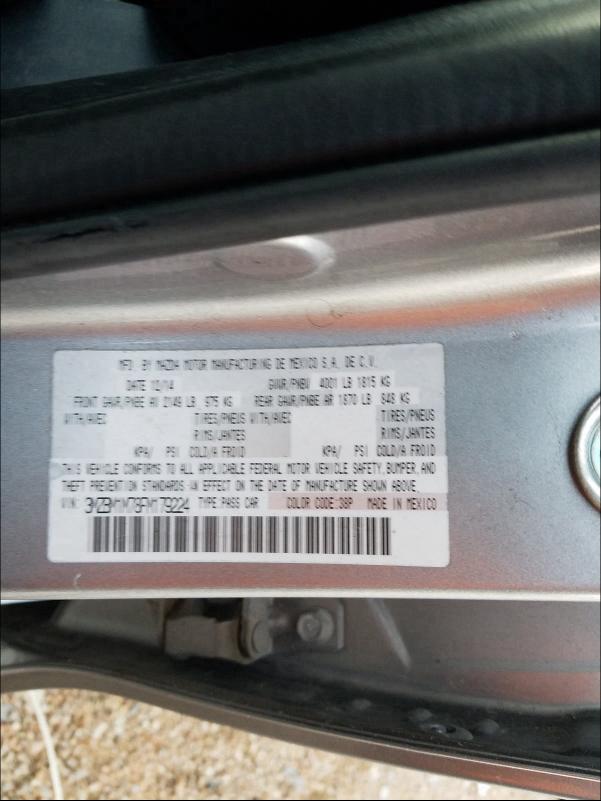 MFD. BY MAZDA MOTOR MANUFACTURING DE MEXICO S.A. DE C.V.
DATE 12/14 GVWR/PNBV 4001 LB 1815 KG
FRONT GAWR/PNBE AV 2149 LB 975 KG REAR GAWR/PNBE AR 1870 LB 848 KG
WITH/AVEC TIRES/PNEUS WITH/AVEC TIRES/PNEUS
RIMS/JANTES RIMS/JANTES
KPA/ PSI COLD/A FROID KPA/ PSI COLD/A FROID
THIS VEHICLE CONFORMS TO ALL APPLICABLE FEDERAL MOTOR VEHICLE SAFETY, BUMPER, AND
THEFT PREVENTION STANDARDS IN EFFECT ON THE DATE OF MANUFACTURE SHOWN ABOVE.
VIN: 3MZBM1W78FM179224 TYPE:PASS CAR COLOR CODE:38P MADE IN MEXICO